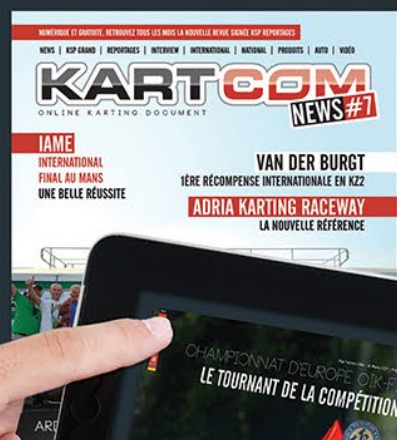 NUMÉRIQUE ET GRATUITE, RETROUVEZ TOUS LES MOIS LA NOUVELLE REVUE SIGNÉE KSP REPORTAGES
NEWS | KSP GRAND | REPORTAGES | INTERVIEW | INTERNATIONAL | NATIONAL | PRODUITS | AUTO | VIDÉO
KARTCOM
ONLINE KARTING DOCUMENT
NEWS#7
IAME
INTERNATIONAL
FINAL AU MANS
UNE BELLE RÉUSSITE
VAN DER BURGT
1ÈRE RÉCOMPENSE INTERNATIONALE EN KZ2
ADRIA KARTING RACEWAY
LA NOUVELLE RÉFÉRENCE
CHAMPIONNAT D'EUROPE CIK-F
LE TOURNANT DE LA COMPÉTITION
ARD